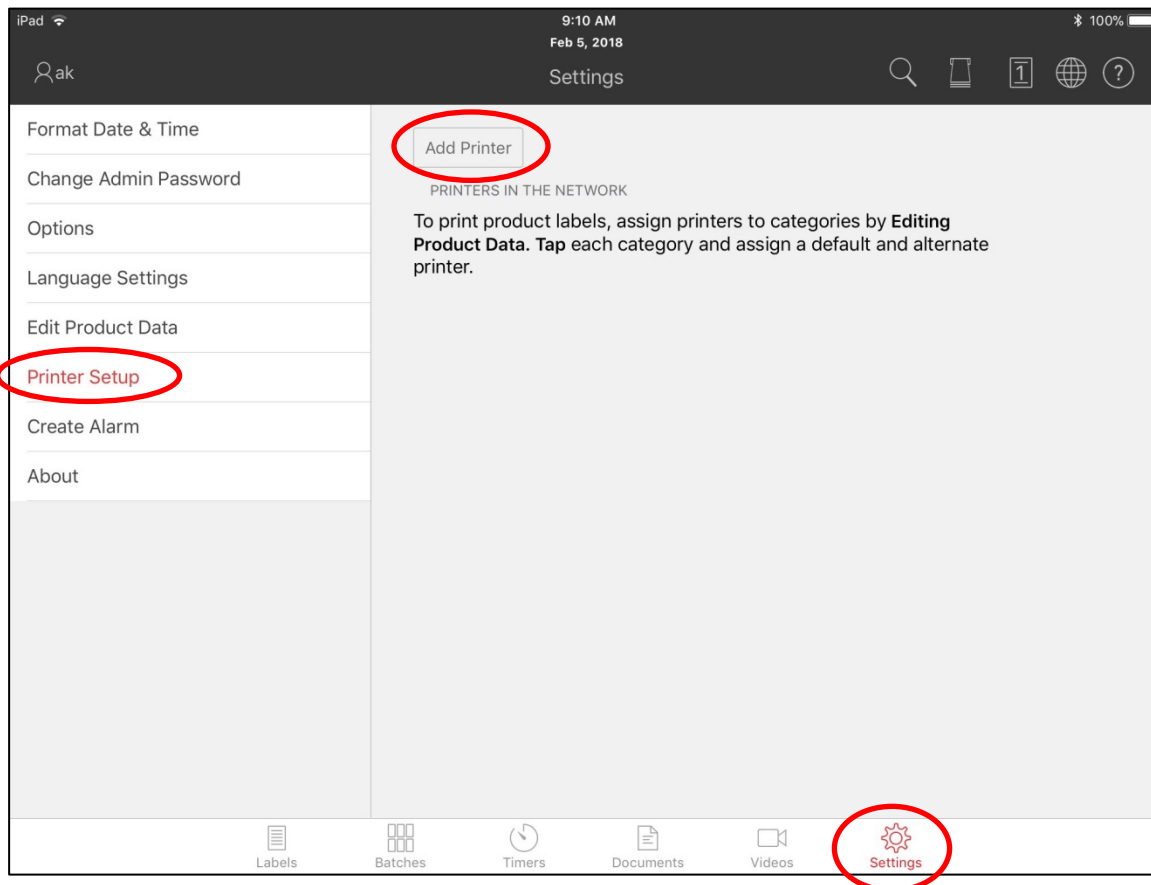 iPad
9:10 AM
100%
Feb 5, 2018
ak
Settings
1
?
Format Date & Time
Change Admin Password
Options
Language Settings
Edit Product Data
Printer Setup
Create Alarm
About
Add Printer
PRINTERS IN THE NETWORK
To print product labels, assign printers to categories by Editing
Product Data. Tap each category and assign a default and alternate
printer.
Labels
Batches
Timers
Documents
Videos
Settings